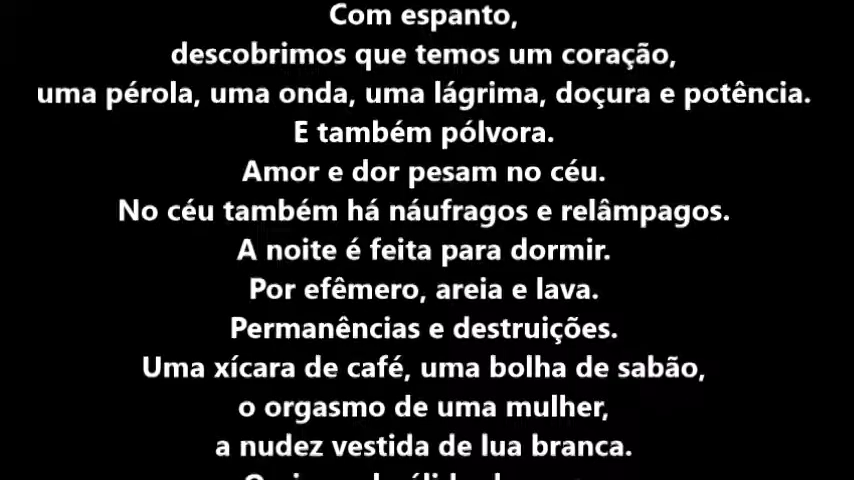 Com espanto,
descobrimos que temos um coração,
uma pérola, uma onda, uma lágrima, doçura e potência.
E também pólvora.
Amor e dor pesam no céu.
No céu também há náufragos e relâmpagos.
A noite é feita para dormir.
Por efêmero, areia e lava.
Permanências e destruições.
Uma xícara de café, uma bolha de sabão,
o orgasmo de uma mulher,
a nudez vestida de lua branca.